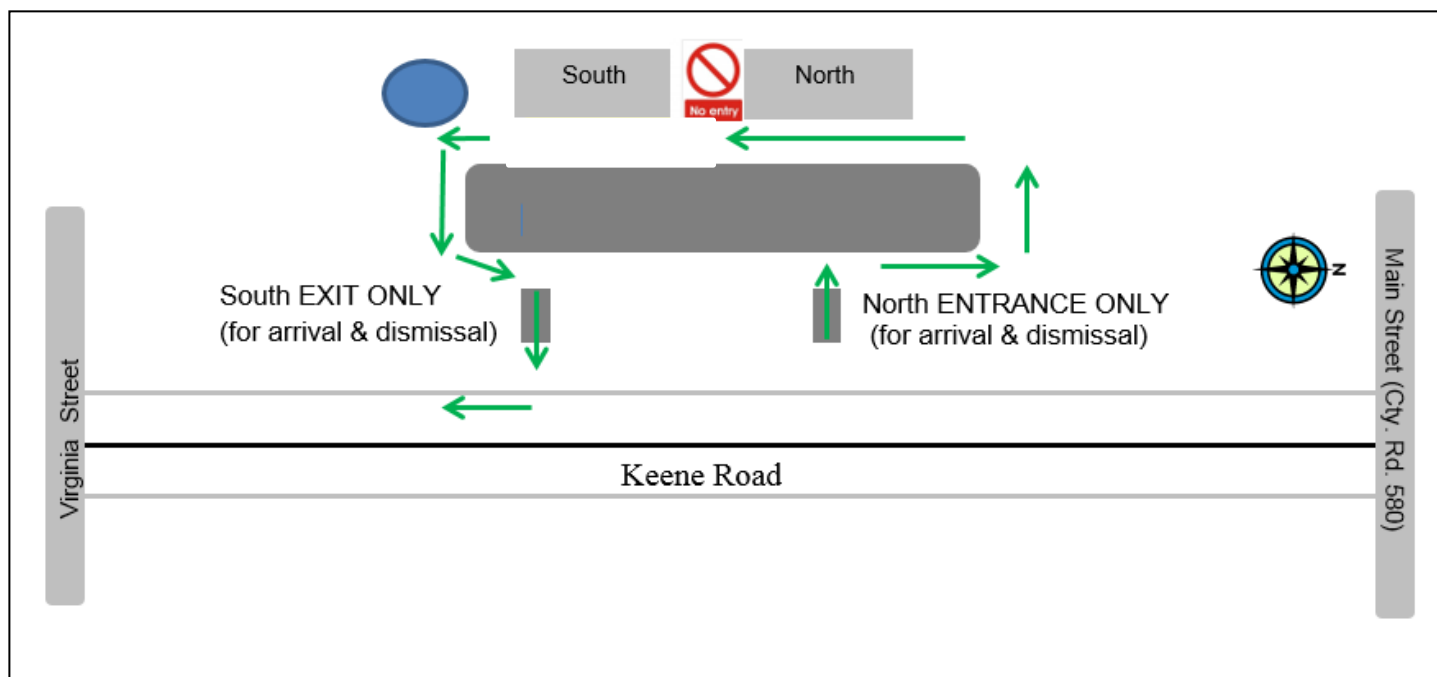 South
North
No entry
N
South EXIT ONLY
(for arrival & dismissal)
North ENTRANCE ONLY
(for arrival & dismissal)
Virginia Street
Main Street (Cty. Rd. 580)
Keene Road